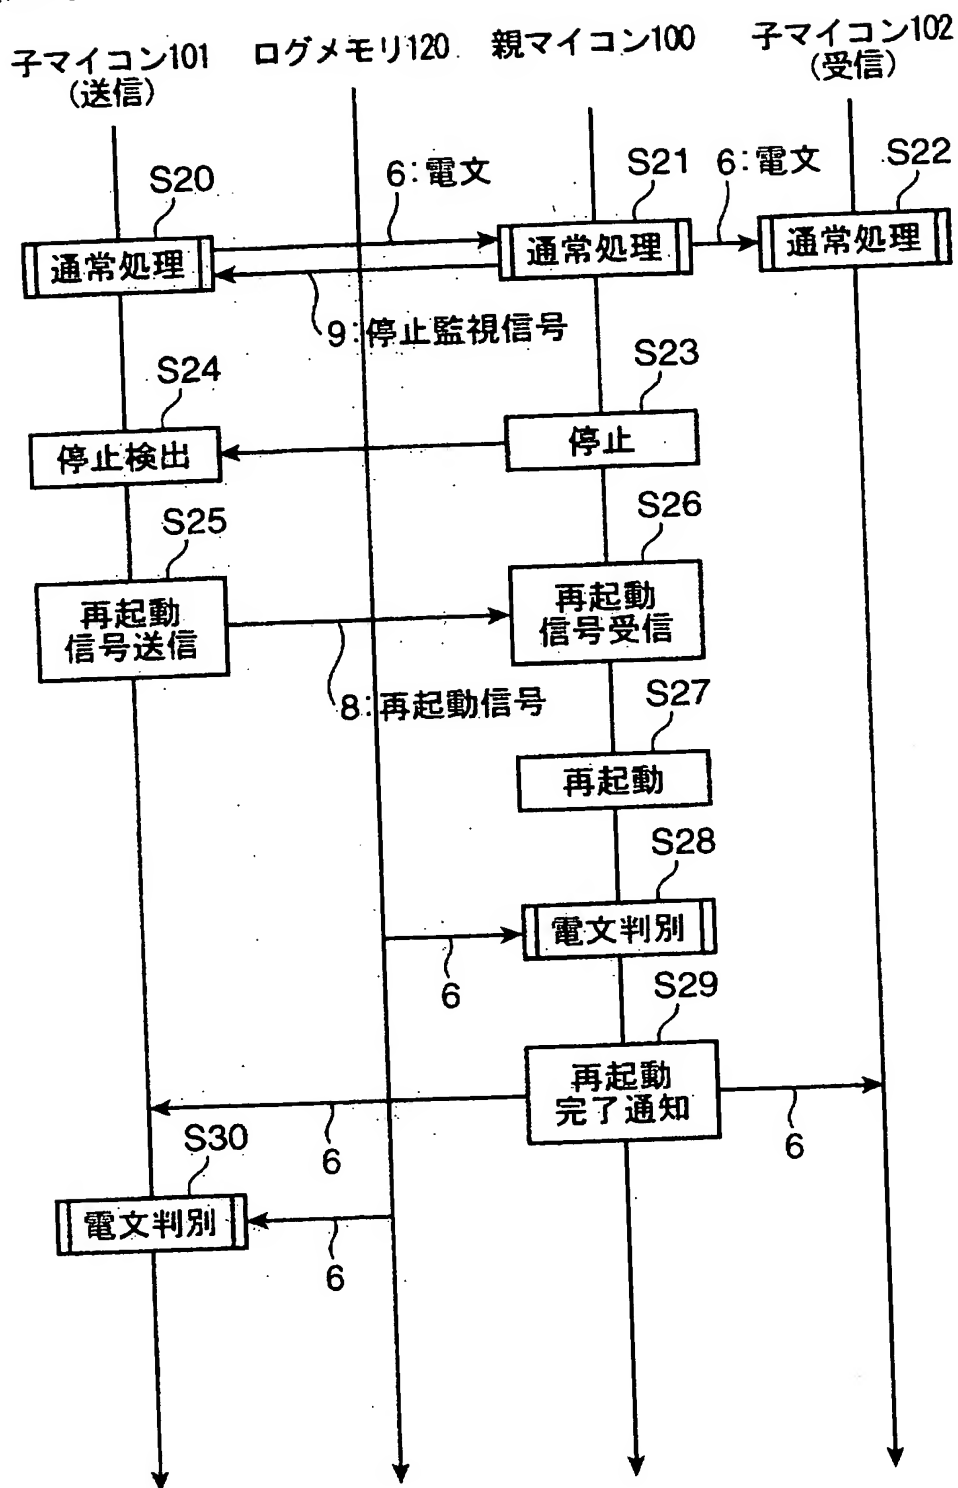 子マイコン101
(送信)
ログメモリ120
親マイコン100
子マイコン102
(受信)
S20
6:電文
S21
6:電文
S22
通常処理
通常処理
通常処理
9:停止監視信号
S24
S23
停止検出
停止
S25
S26
再起動
信号送信
再起動
信号受信
8:再起動信号
S27
再起動
S28
電文判別
6
S29
再起動
完了通知
6
6
S30
電文判別
6